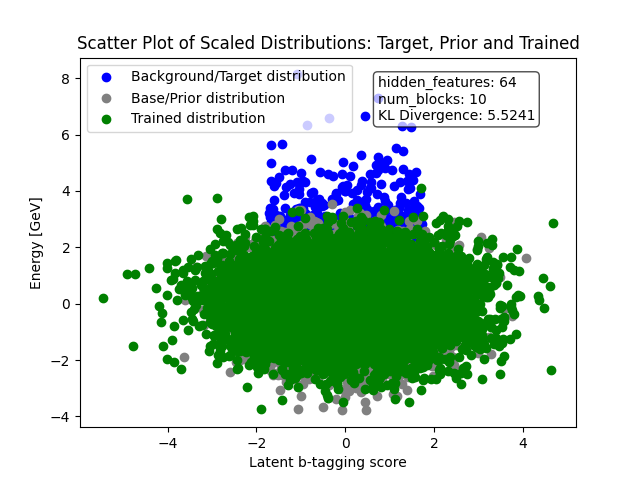 Scatter Plot of Scaled Distributions: Target, Prior and Trained
Background/Target distribution
Base/Prior distribution
Trained distribution
hidden_features: 64
num_blocks: 10
KL Divergence: 5.5241
Energy [GeV]
8
6
4
2
0
−2
−4
−4
−2
0
2
4
Latent b-tagging score